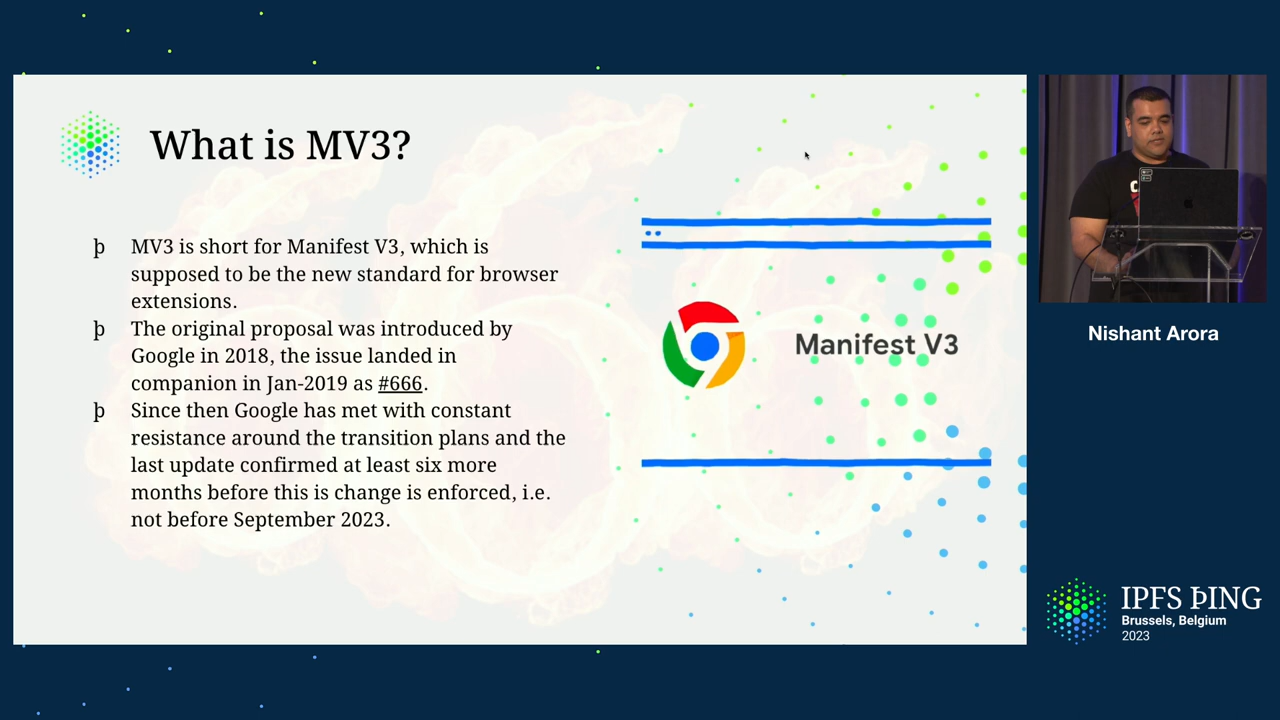 What is MV3?
þ MV3 is short for Manifest V3, which is
supposed to be the new standard for browser
extensions.
þ The original proposal was introduced by
Google in 2018, the issue landed in
companion in Jan-2019 as #666.
þ Since then Google has met with constant
resistance around the transition plans and the
last update confirmed at least six more
months before this is change is enforced, i.e.
not before September 2023.
Manifest V3
Nishant Arora
IPFS ÞING
Brussels, Belgium
2023